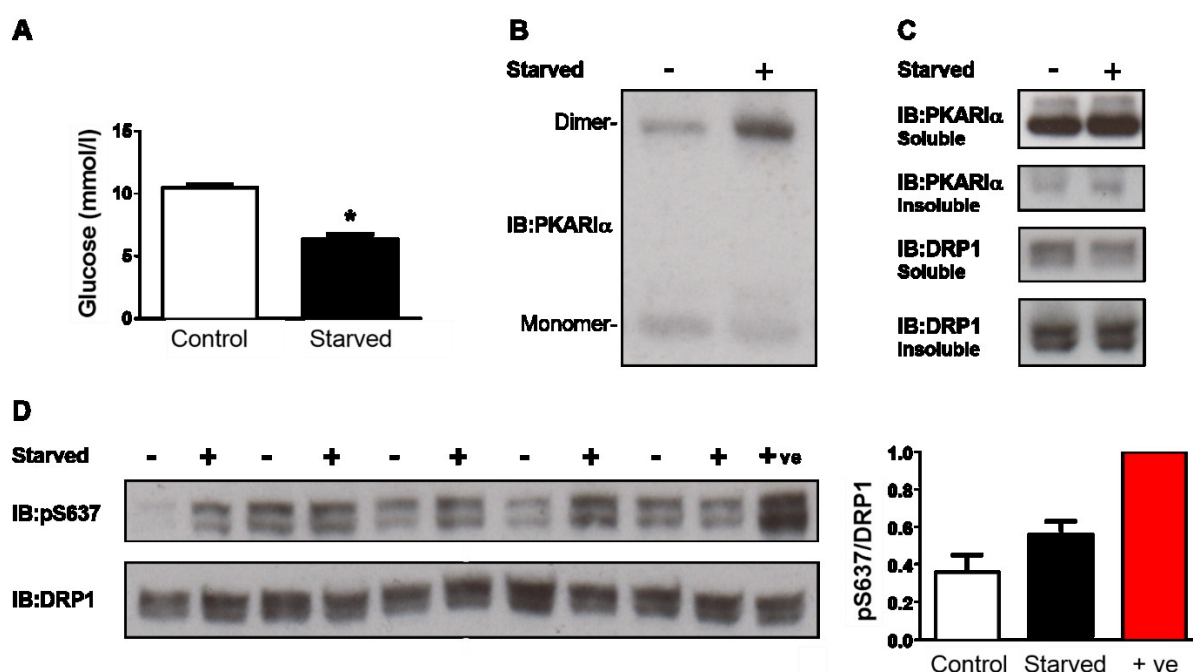 A
Glucose (mmol/l)
15
10
5
0
*
Control Starved
B
Starved - +
Dimer-
IB:PKARIα
Monomer-
C
Starved - +
IB:PKARIα
Soluble
IB:PKARIα
Insoluble
IB:DRP1
Soluble
IB:DRP1
Insoluble
D
Starved - + - + - + - + - + +ve
IB:pS637
IB:DRP1
pS637/DRP1
1.0
0.8
0.6
0.4
0.2
0.0
Control Starved + ve